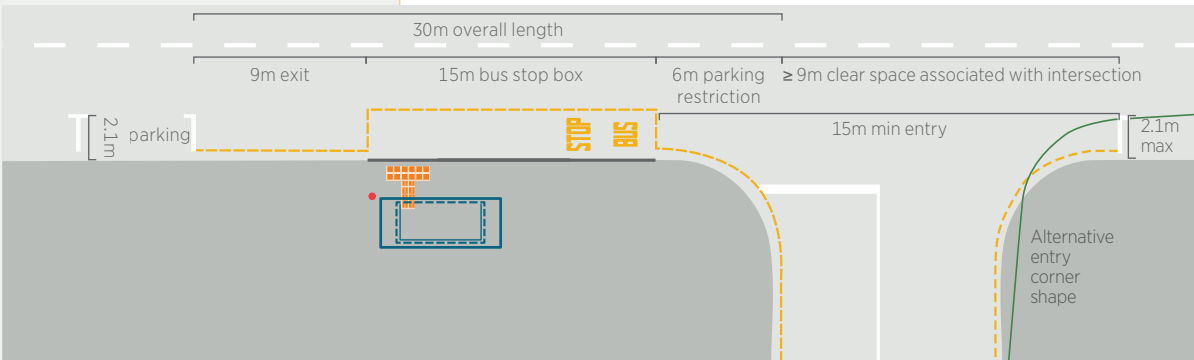 30m overall length
9m exit
15m bus stop box
6m parking
restriction
≥ 9m clear space associated with intersection
2.1m
parking
STOP
BUS
15m min entry
2.1m
max
Alternative
entry
corner
shape